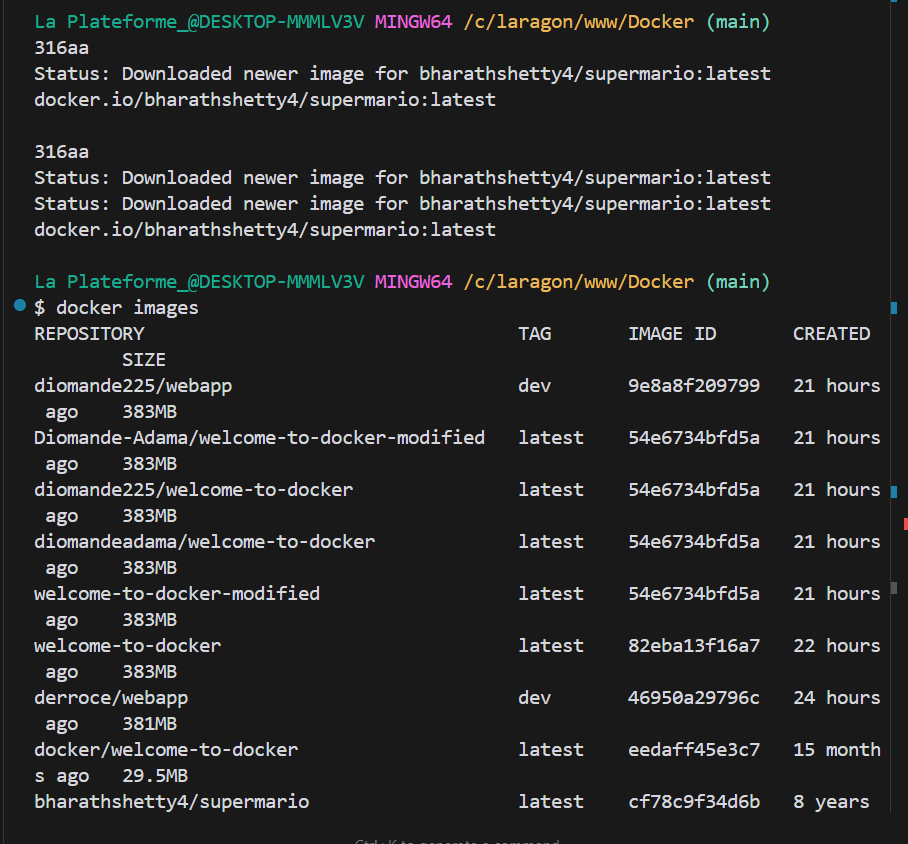 La Plateforme_@DESKTOP-MMMLV3V MINGW64 /c/laragon/www/Docker (main)
316aa
Status: Downloaded newer image for bharathshetty4/supermario:latest
docker.io/bharathshetty4/supermario:latest
316aa
Status: Downloaded newer image for bharathshetty4/supermario:latest
Status: Downloaded newer image for bharathshetty4/supermario:latest
docker.io/bharathshetty4/supermario:latest
La Plateforme_@DESKTOP-MMMLV3V MINGW64 /c/laragon/www/Docker (main)
$ docker images
REPOSITORY TAG IMAGE ID CREATED
SIZE
diomande225/webapp dev 9e8a8f209799 21 hours
ago 383MB
Diomande-Adama/welcome-to-docker-modified latest 54e6734bfd5a 21 hours
ago 383MB
diomande225/welcome-to-docker latest 54e6734bfd5a 21 hours
ago 383MB
diomandeadama/welcome-to-docker latest 54e6734bfd5a 21 hours
ago 383MB
welcome-to-docker-modified latest 54e6734bfd5a 21 hours
ago 383MB
welcome-to-docker latest 82eba13f16a7 22 hours
ago 383MB
derroce/webapp dev 46950a29796c 24 hours
ago 381MB
docker/welcome-to-docker latest eedaff45e3c7 15 month
s ago 29.5MB
bharathshetty4/supermario latest cf78c9f34d6b 8 years
Ctrl+K to generate a command